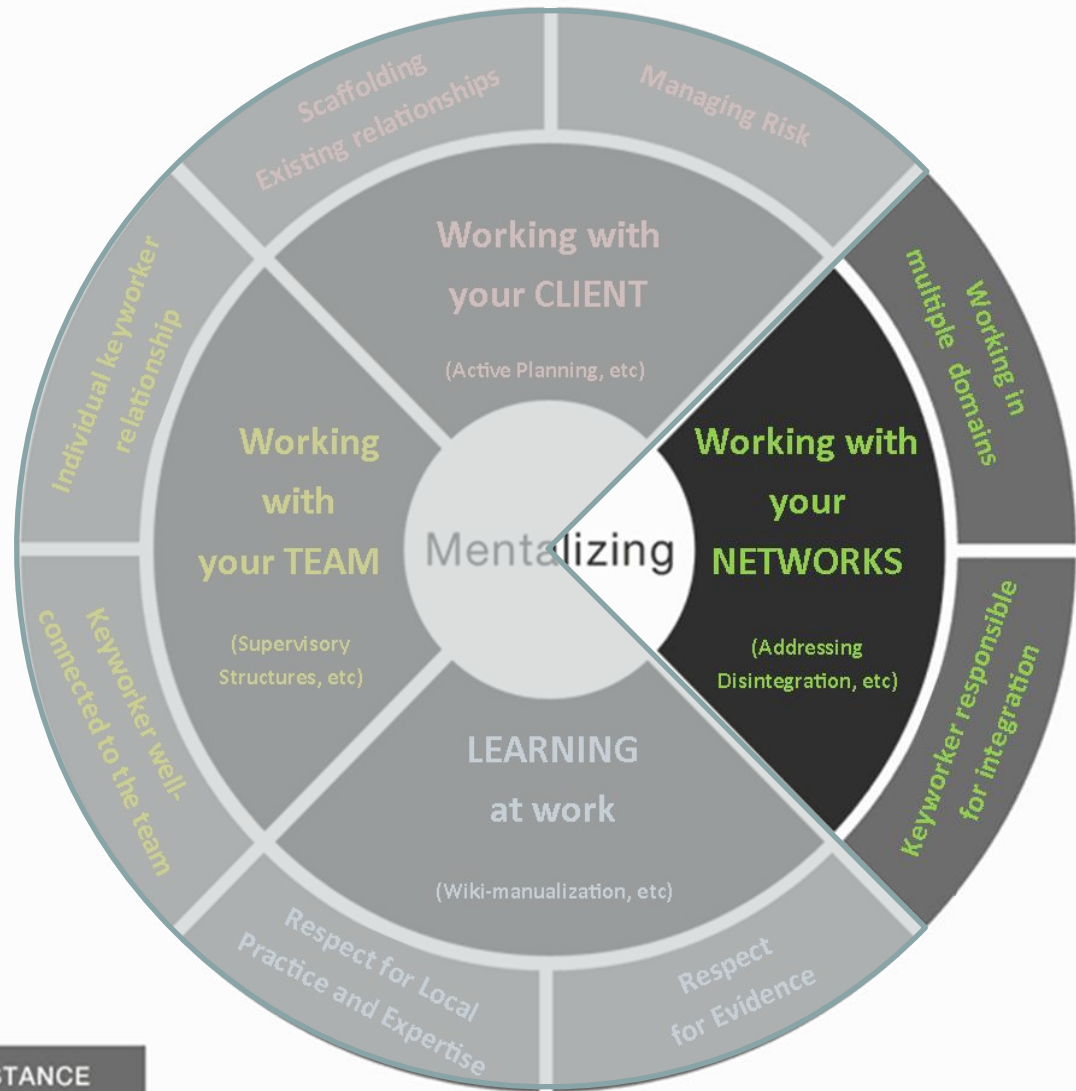 Scaffolding
Existing relationships
Managing Risk
Working with
your CLIENT
(Active Planning, etc)
Individual keyworker
relationship
Working
with
your TEAM
(Supervisory
Structures, etc)
Keyworker well-
connected to the team
Mentalizing
Working with
your
NETWORKS
(Addressing
Disintegration, etc)
Working in
multiple domains
Keyworker responsible
for integration
LEARNING
at work
(Wiki-manualization, etc)
Respect for Local
Practice and Expertise
Respect
for Evidence